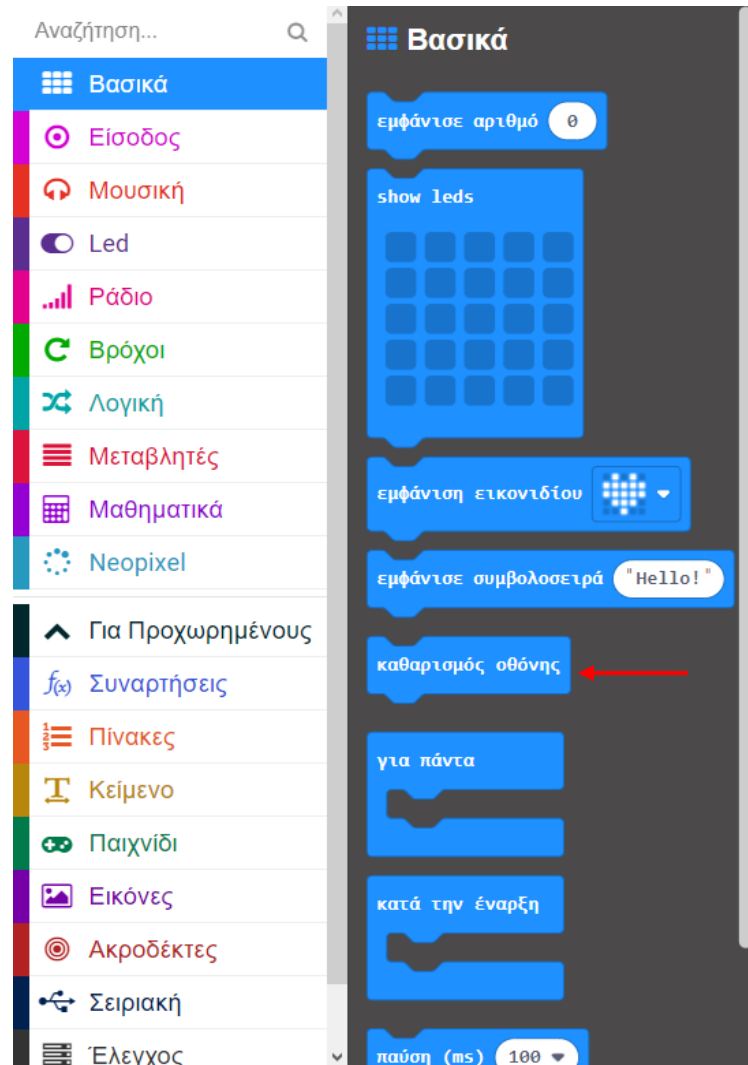 Αναζήτηση...
Βασικά
Είσοδος
Μουσική
Led
Ράδιο
Βρόχοι
Λογική
Μεταβλητές
Μαθηματικά
Neopixel
Για Προχωρημένους
f(x) Συναρτήσεις
Πίνακες
Κείμενο
Παιχνίδι
Εικόνες
Ακροδέκτες
Σειριακή
Έλεγχος
Βασικά
εμφάνισε αριθμό 0
show leds
εμφάνιση εικονιδίου
εμφάνισε συμβολοσειρά "Hello!"
καθαρισμός οθόνης
για πάντα
κατά την έναρξη
παύση (ms) 100